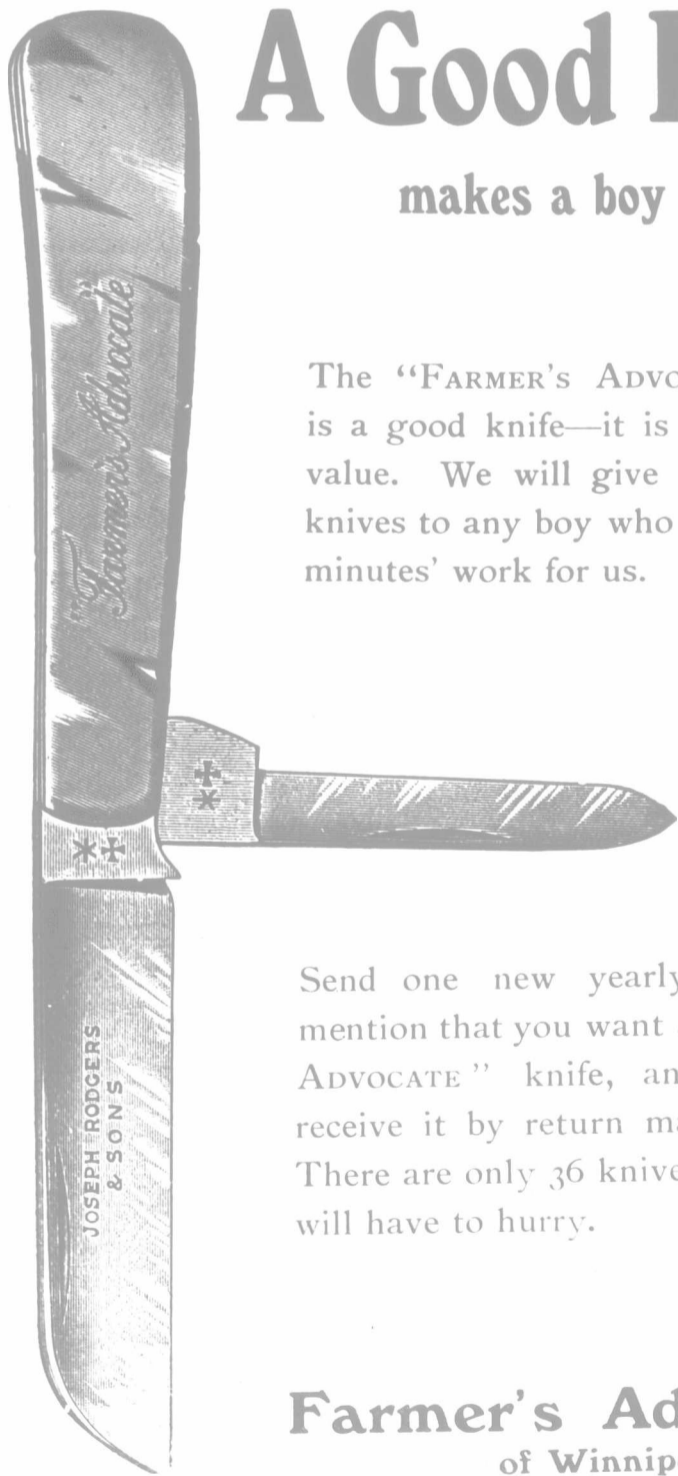 A Good
makes a boy
"Farmer's Advocate"
The "FARMER'S ADVO
is a good knife—it is
value. We will give
knives to any boy who
minutes' work for us.
JOSEPH RODGERS
& SONS
Send one new yearly
mention that you want
ADVOCATE" knife, an
receive it by return ma
There are only 36 knive
will have to hurry.
Farmer's Ad
of Winnip